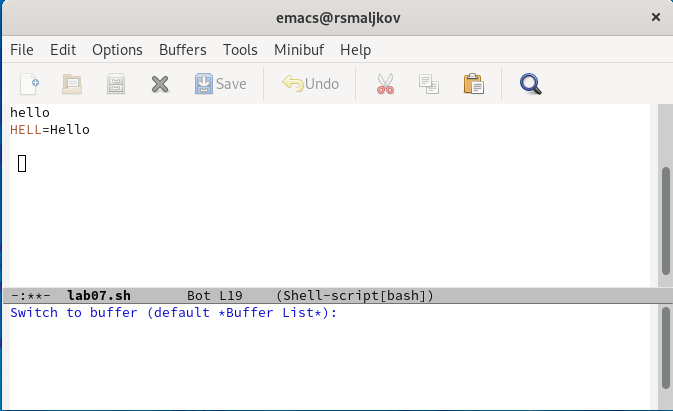 emacs@rsmaljkov ×
File Edit Options Buffers Tools Minibuf Help
Save Undo
hello
HELL=Hello
-:**- lab07.sh Bot L19 (Shell-script[bash])
Switch to buffer (default *Buffer List*):